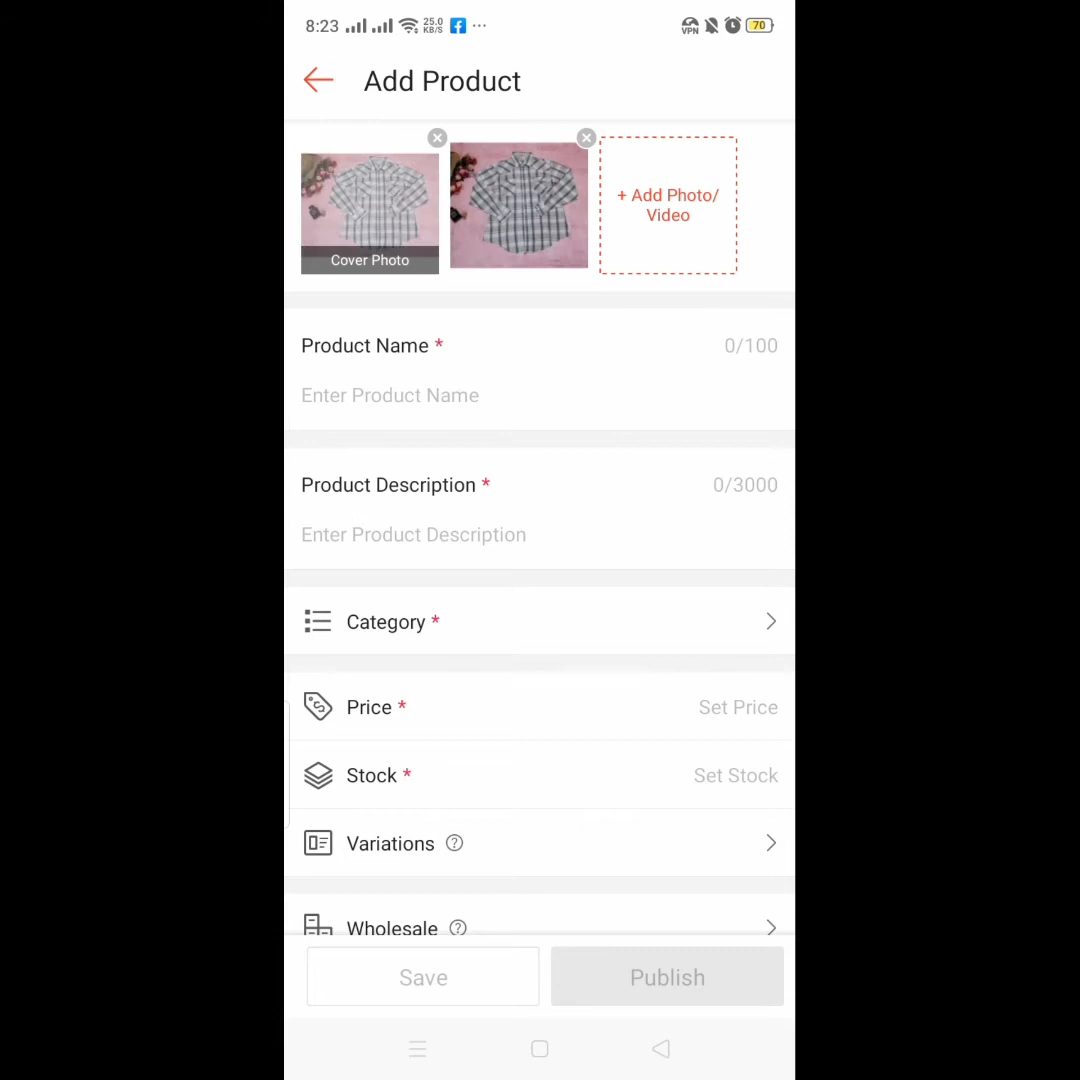 8:23 25.0 KB/S f ... VPN 70
Add Product
Cover Photo
+ Add Photo/
Video
Product Name * 0/100
Enter Product Name
Product Description * 0/3000
Enter Product Description
Category *
Price * Set Price
Stock * Set Stock
Variations ?
Wholesale ?
Save Publish